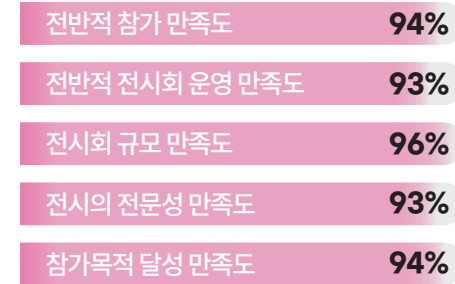 전반적 참가 만족도 94%
전반적 전시회 운영 만족도 93%
전시회 규모 만족도 96%
전시의 전문성 만족도 93%
참가목적 달성 만족도 94%